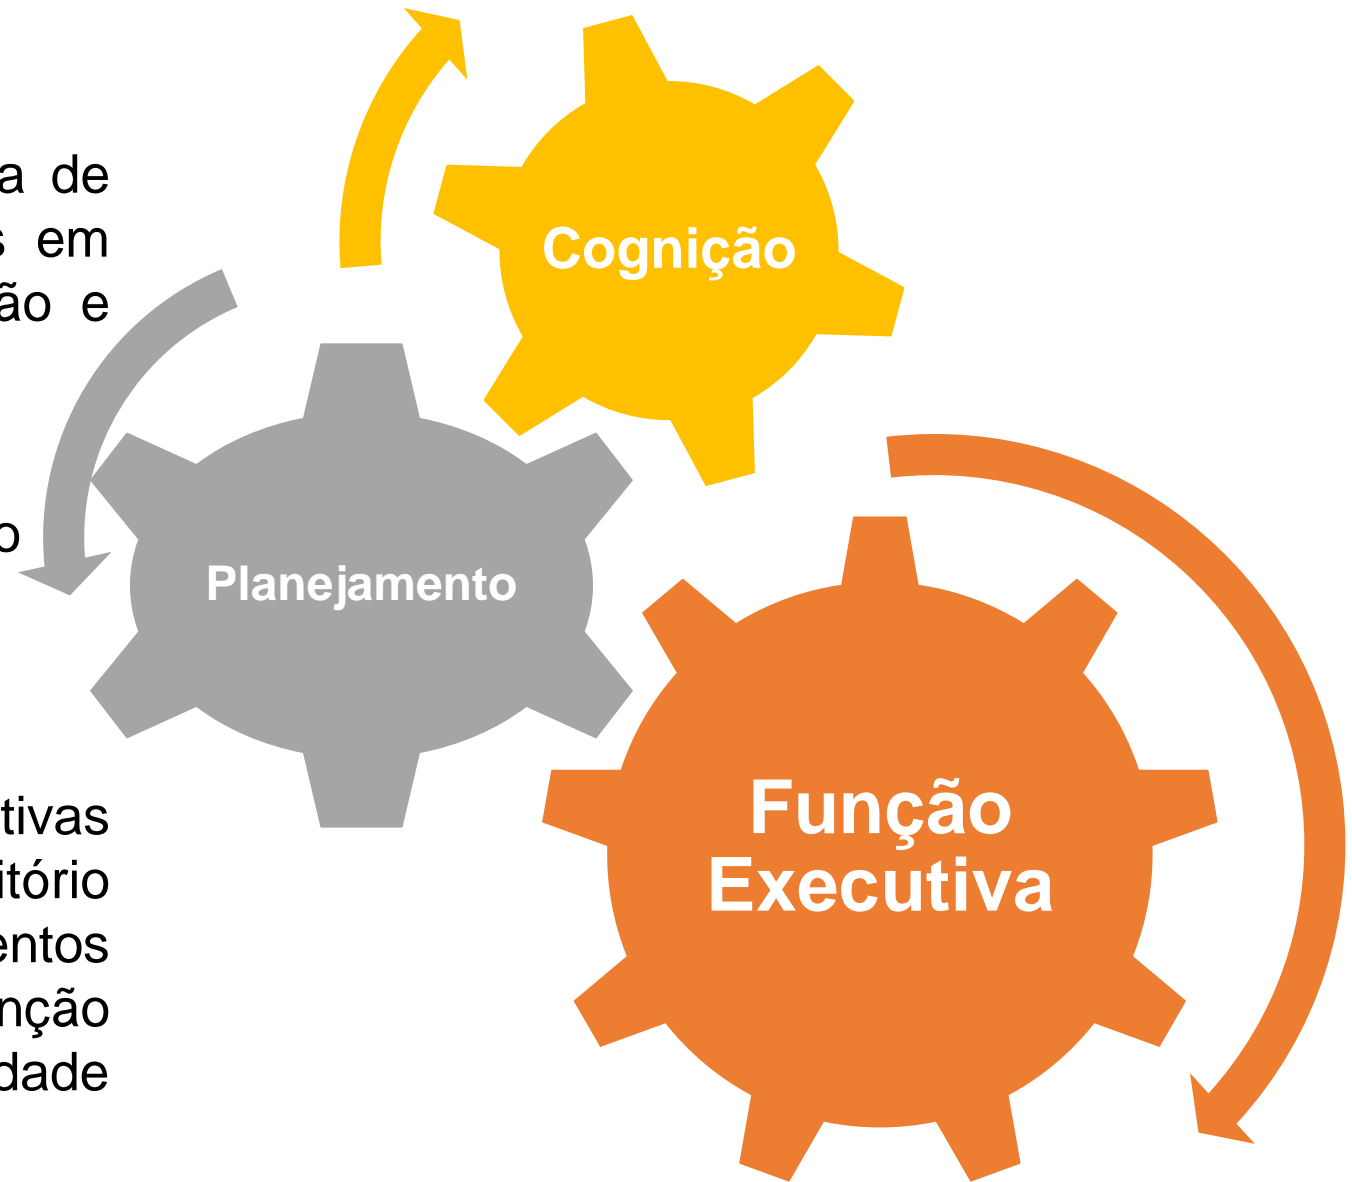 a de
s em
ão e
o
tivas
itório
entos
nção
dade
Cognição
Planejamento
Função
Executiva